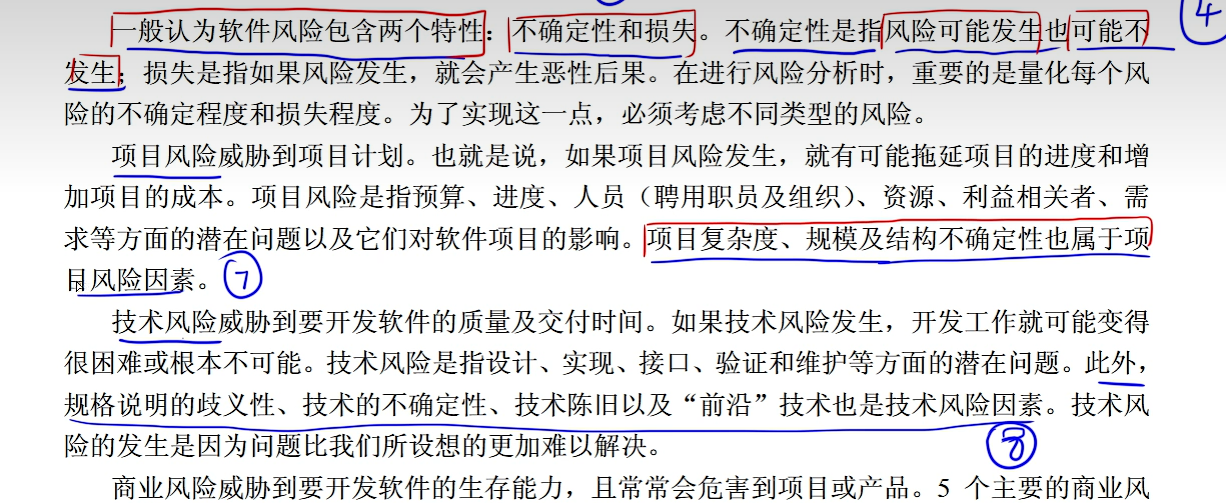 一般认为软件风险包含两个特性：不确定性和损失。不确定性是指风险可能发生也可能不 4
发生；损失是指如果风险发生，就会产生恶性后果。在进行风险分析时，重要的是量化每个风
险的不确定程度和损失程度。为了实现这一点，必须考虑不同类型的风险。
项目风险威胁到项目计划。也就是说，如果项目风险发生，就有可能拖延项目的进度和增
加项目的成本。项目风险是指预算、进度、人员（聘用职员及组织）、资源、利益相关者、需
求等方面的潜在问题以及它们对软件项目的影响。项目复杂度、规模及结构不确定性也属于项
目风险因素。 7
技术风险威胁到要开发软件的质量及交付时间。如果技术风险发生，开发工作就可能变得
很困难或根本不可能。技术风险是指设计、实现、接口、验证和维护等方面的潜在问题。此外，
规格说明的歧义性、技术的不确定性、技术陈旧以及“前沿”技术也是技术风险因素。技术风
险的发生是因为问题比我们所设想的更加难以解决。 8
商业风险威胁到要开发软件的生存能力，且常常会危害到项目或产品。5 个主要的商业风